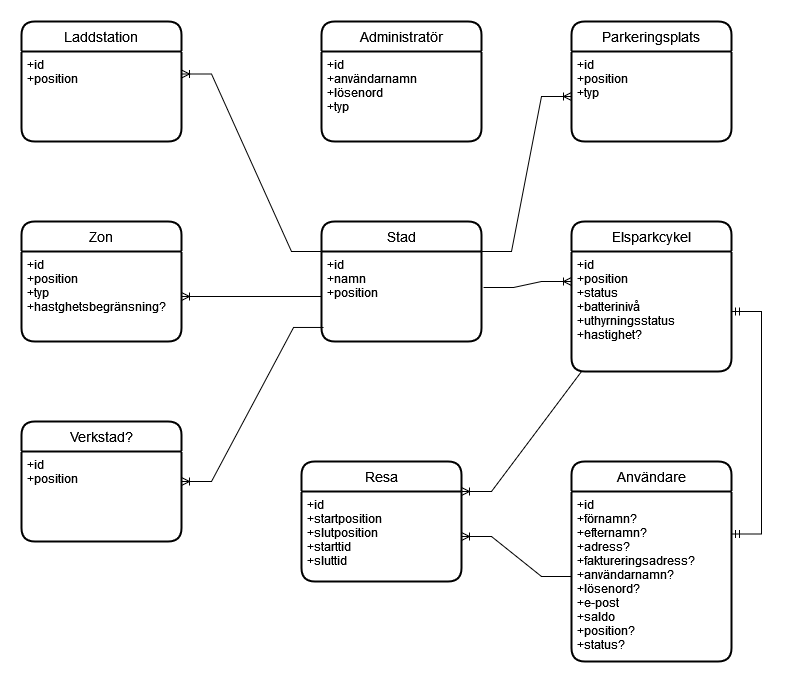 Laddstation
+id
+position
Administratör
+id
+användarnamn
+lösenord
+typ
Parkeringsplats
+id
+position
+typ
Zon
+id
+position
+typ
+hastghetsbegränsning?
Stad
+id
+namn
+position
Elsparkcykel
+id
+position
+status
+batterinivå
+uthyrningsstatus
+hastighet?
Verkstad?
+id
+position
Resa
+id
+startposition
+slutposition
+starttid
+sluttid
Användare
+id
+förnamn?
+efternamn?
+adress?
+faktureringsadress?
+användarnamn?
+lösenord?
+e-post
+saldo
+position?
+status?